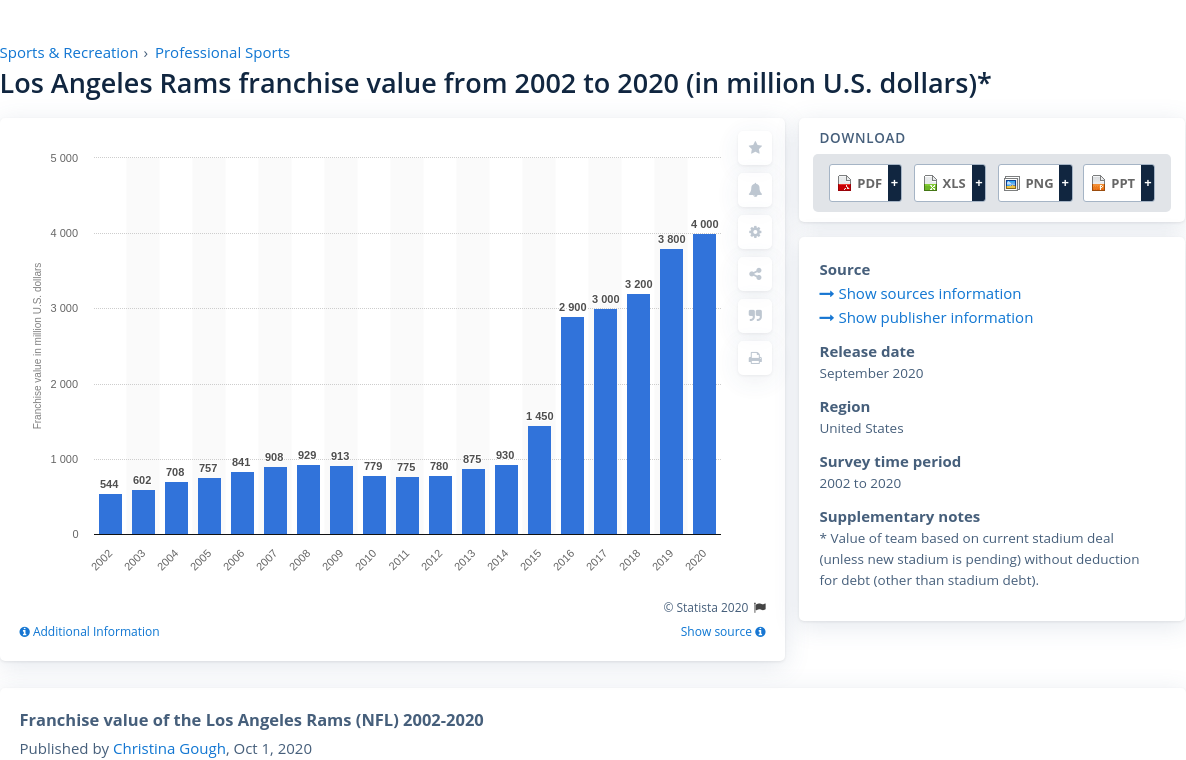 Sports & Recreation › Professional Sports
Los Angeles Rams franchise value from 2002 to 2020 (in million U.S. dollars)*
Franchise value in million U.S. dollars
5 000
4 000
3 000
2 000
1 000
0
544
602
708
757
841
908
929
913
779
775
780
875
930
1 450
2 900
3 000
3 200
3 800
4 000
2002
2003
2004
2005
2006
2007
2008
2009
2010
2011
2012
2013
2014
2015
2016
2017
2018
2019
2020
© Statista 2020
Additional Information
Show source
DOWNLOAD
PDF +
XLS +
PNG +
PPT +
Source
Show sources information
Show publisher information
Release date
September 2020
Region
United States
Survey time period
2002 to 2020
Supplementary notes
* Value of team based on current stadium deal
(unless new stadium is pending) without deduction
for debt (other than stadium debt).
Franchise value of the Los Angeles Rams (NFL) 2002-2020
Published by Christina Gough, Oct 1, 2020